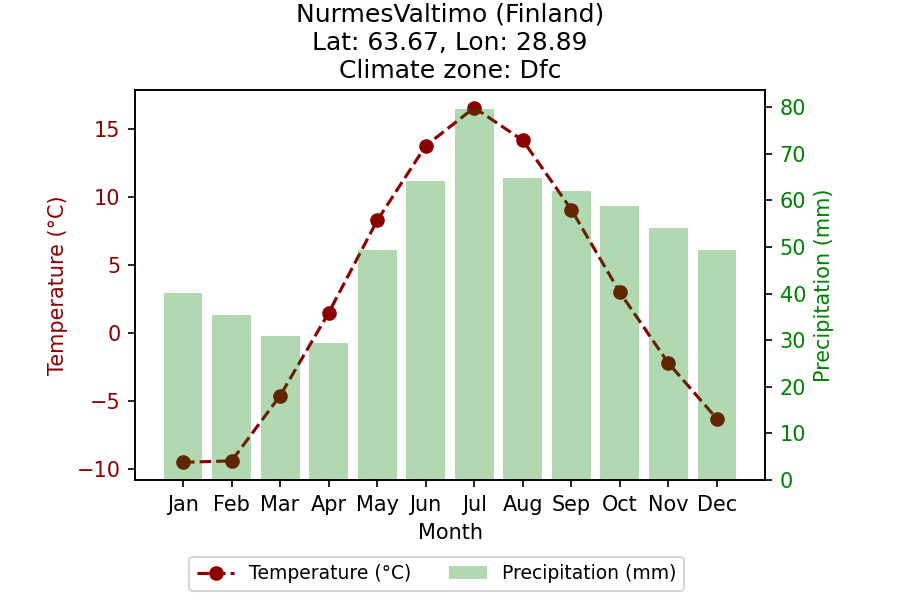 NurmesValtimo (Finland)
Lat: 63.67, Lon: 28.89
Climate zone: Dfc
Temperature (°C)
15
10
5
0
−5
−10
80
70
60
50
40
30
20
10
0
Precipitation (mm)
Jan Feb Mar Apr May Jun Jul Aug Sep Oct Nov Dec
Month
Temperature (°C) Precipitation (mm)